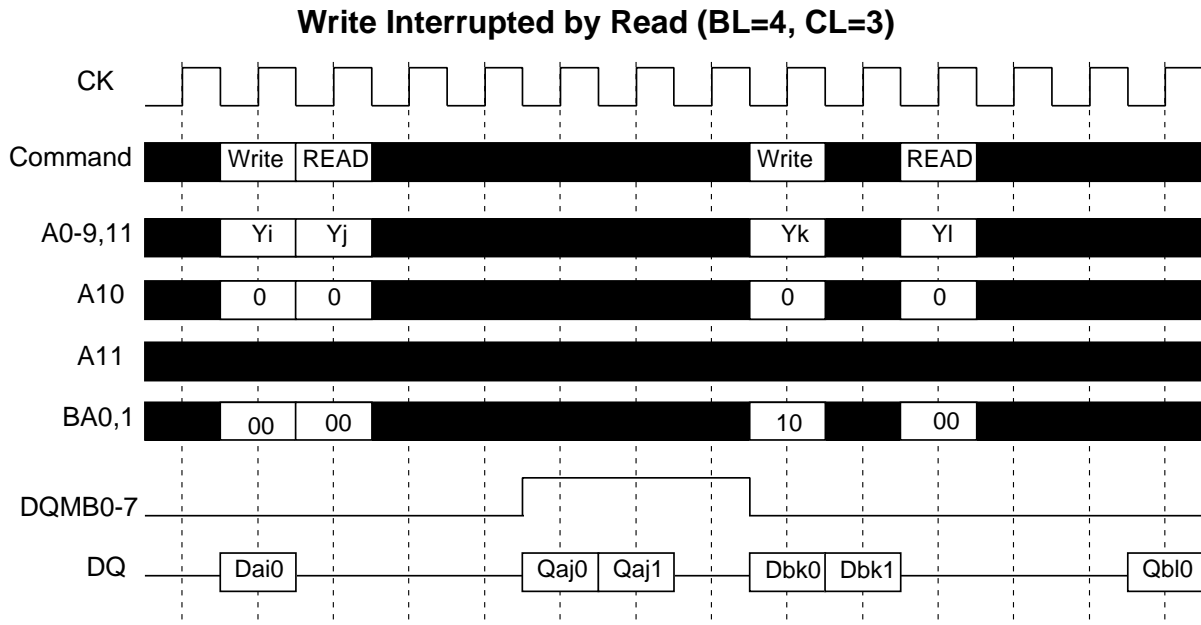 Write Interrupted by Read (BL=4, CL=3)
CK
Command Write READ Write READ
A0-9,11 Yi Yj Yk Yl
A10 0 0 0 0
A11
BA0,1 00 00 10 00
DQMB0-7
DQ Dai0 Qaj0 Qaj1 Dbk0 Dbk1 Qbl0